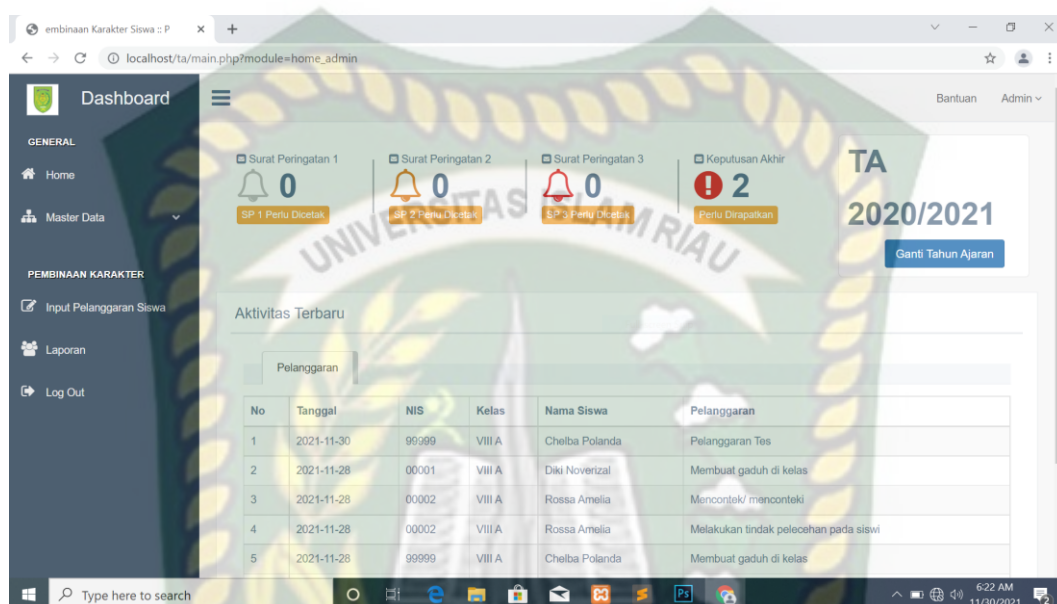 embinaan Karakter Siswa :: P
localhost/ta/main.php?module=home_admin
Dashboard
Bantuan Admin
GENERAL
Home
Master Data
PEMBINAAN KARAKTER
Input Pelanggaran Siswa
Laporan
Log Out
Surat Peringatan 1 Surat Peringatan 2 Surat Peringatan 3 Keputusan Akhir
0 0 0 2
SP 1 Perlu Dicetak SP 2 Perlu Dicetak SP 3 Perlu Dicetak Perlu Dirapatkan
TA
2020/2021
Ganti Tahun Ajaran
UNIVERSITAS ISLAM RIAU
Aktivitas Terbaru
Pelanggaran
No Tanggal NIS Kelas Nama Siswa Pelanggaran
1 2021-11-30 99999 VIII A Chelba Polanda Pelanggaran Tes
2 2021-11-28 00001 VIII A Diki Noverizal Membuat gaduh di kelas
3 2021-11-28 00002 VIII A Rossa Amelia Mencontek/ menconteki
4 2021-11-28 00002 VIII A Rossa Amelia Melakukan tindak pelecehan pada siswi
5 2021-11-28 99999 VIII A Chelba Polanda Membuat gaduh di kelas
Type here to search
Ps
6:22 AM
11/30/2021